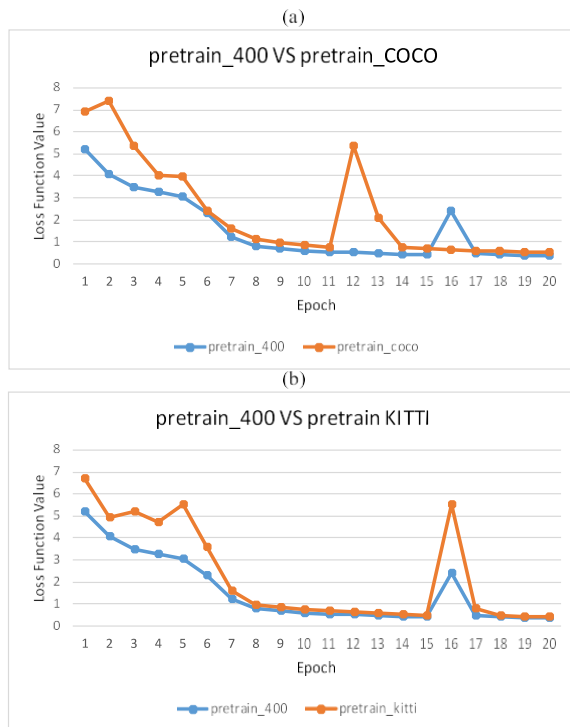 (a)
pretrain_400 VS pretrain_COCO
8
7
6
5
4
3
2
1
0
Loss Function Value
1 2 3 4 5 6 7 8 9 10 11 12 13 14 15 16 17 18 19 20
Epoch
pretrain_400 pretrain_coco
(b)
pretrain_400 VS pretrain KITTI
8
7
6
5
4
3
2
1
0
Loss Function Value
1 2 3 4 5 6 7 8 9 10 11 12 13 14 15 16 17 18 19 20
Epoch
pretrain_400 pretrain_kitti